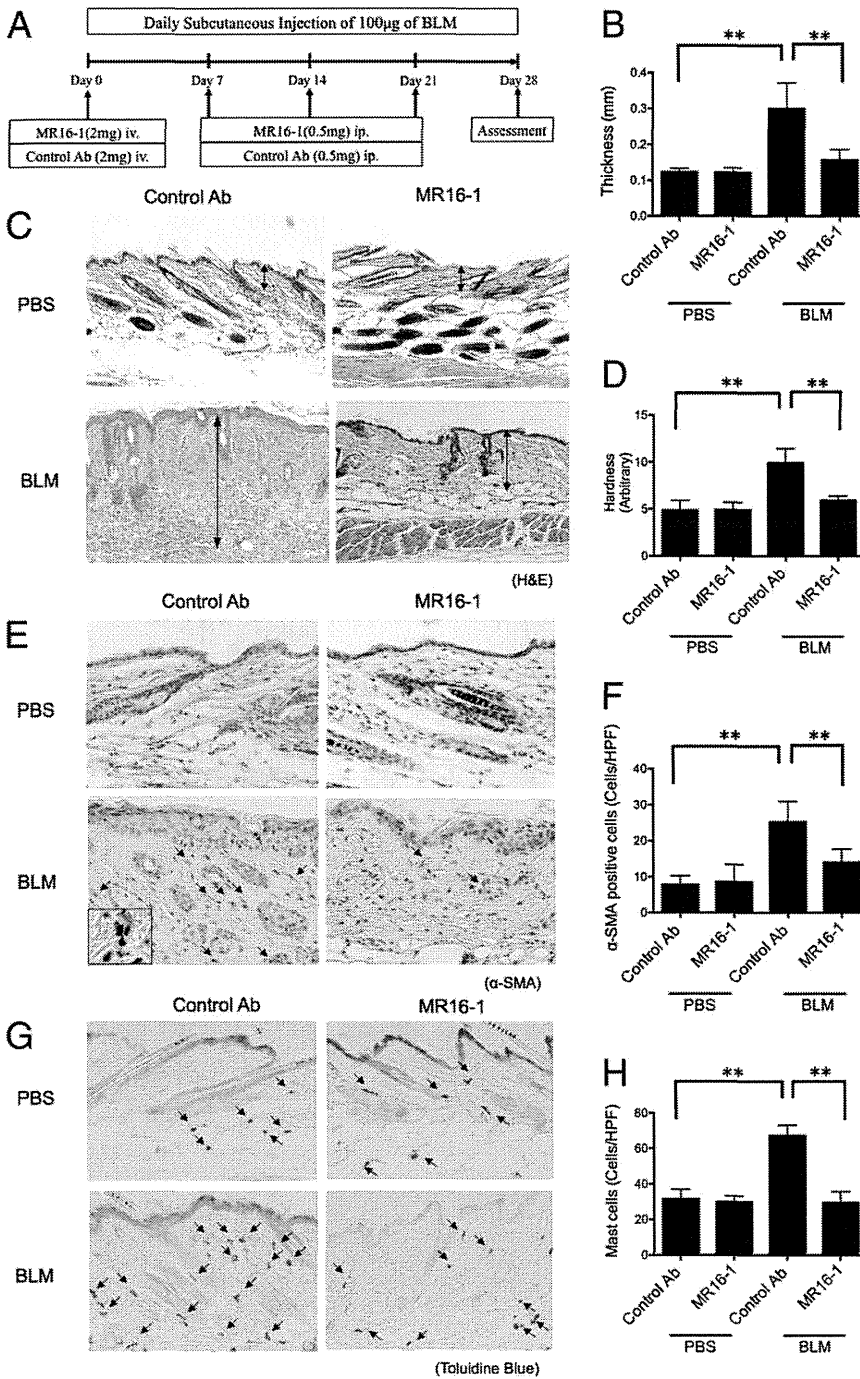 A
Daily Subcutaneous Injection of 100μg of BLM
Day 0
Day 7
Day 14
Day 21
Day 28
MR16-1(2mg) iv.
Control Ab (2mg) iv.
MR16-1(0.5mg) ip.
Control Ab (0.5mg) ip.
Assessment
B
**
**
Thickness (mm)
0.4
0.3
0.2
0.1
0.0
Control Ab
MR16-1
Control Ab
MR16-1
PBS
BLM
C
Control Ab
MR16-1
PBS
BLM
(H&E)
D
**
**
Hardness
(Arbitrary)
15
10
5
0
Control Ab
MR16-1
Control Ab
MR16-1
PBS
BLM
E
Control Ab
MR16-1
PBS
BLM
(α-SMA)
F
**
**
α-SMA positive cells (Cells/HPF)
40
30
20
10
0
Control Ab
MR16-1
Control Ab
MR16-1
PBS
BLM
G
Control Ab
MR16-1
PBS
BLM
(Toluidine Blue)
H
**
**
Mast cells (Cells/HPF)
80
60
40
20
0
Control Ab
MR16-1
Control Ab
MR16-1
PBS
BLM